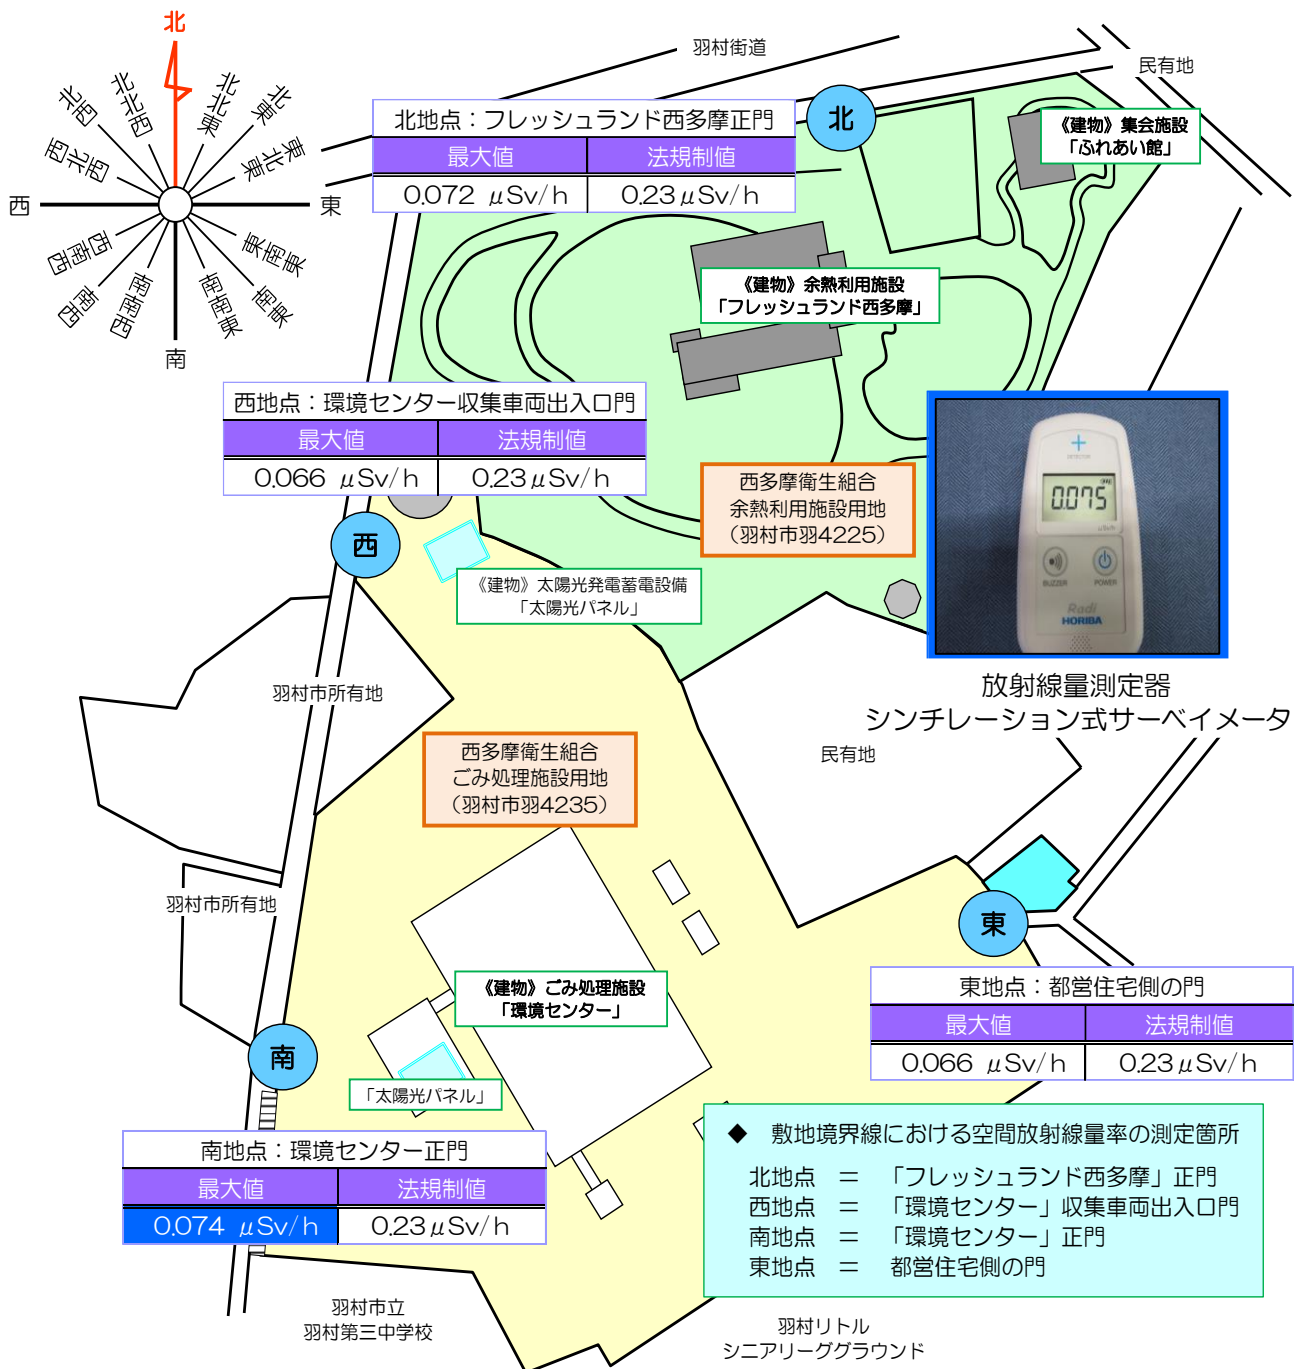 北
北北西
北北東
北西
北東
西北西
東北東
西
東
西南西
東南東
南西
南東
南南西
南南東
南
羽村街道
民有地
北
北地点：フレッシュランド西多摩正門
最大値 法規制値
0.072 μSv/h 0.23μSv/h
《建物》集会施設
「ふれあい館」
《建物》余熱利用施設
「フレッシュランド西多摩」
西地点：環境センター収集車両出入口門
最大値 法規制値
0.066 μSv/h 0.23μSv/h
西多摩衛生組合
余熱利用施設用地
（羽村市羽4225）
DETECTOR
0.075
μSv/h
BUZZER POWER
Radi
HORIBA
西
《建物》太陽光発電蓄電設備
「太陽光パネル」
放射線量測定器
シンチレーション式サーベイメータ
羽村市所有地
西多摩衛生組合
ごみ処理施設用地
（羽村市羽4235）
民有地
羽村市所有地
東
《建物》ごみ処理施設
「環境センター」
東地点：都営住宅側の門
最大値 法規制値
0.066 μSv/h 0.23μSv/h
南
「太陽光パネル」
南地点：環境センター正門
最大値 法規制値
0.074 μSv/h 0.23μSv/h
◆ 敷地境界線における空間放射線量率の測定箇所
北地点 ＝ 「フレッシュランド西多摩」正門
西地点 ＝ 「環境センター」収集車両出入口門
南地点 ＝ 「環境センター」正門
東地点 ＝ 都営住宅側の門
羽村市立
羽村第三中学校
羽村リトル
シニアリーググラウンド